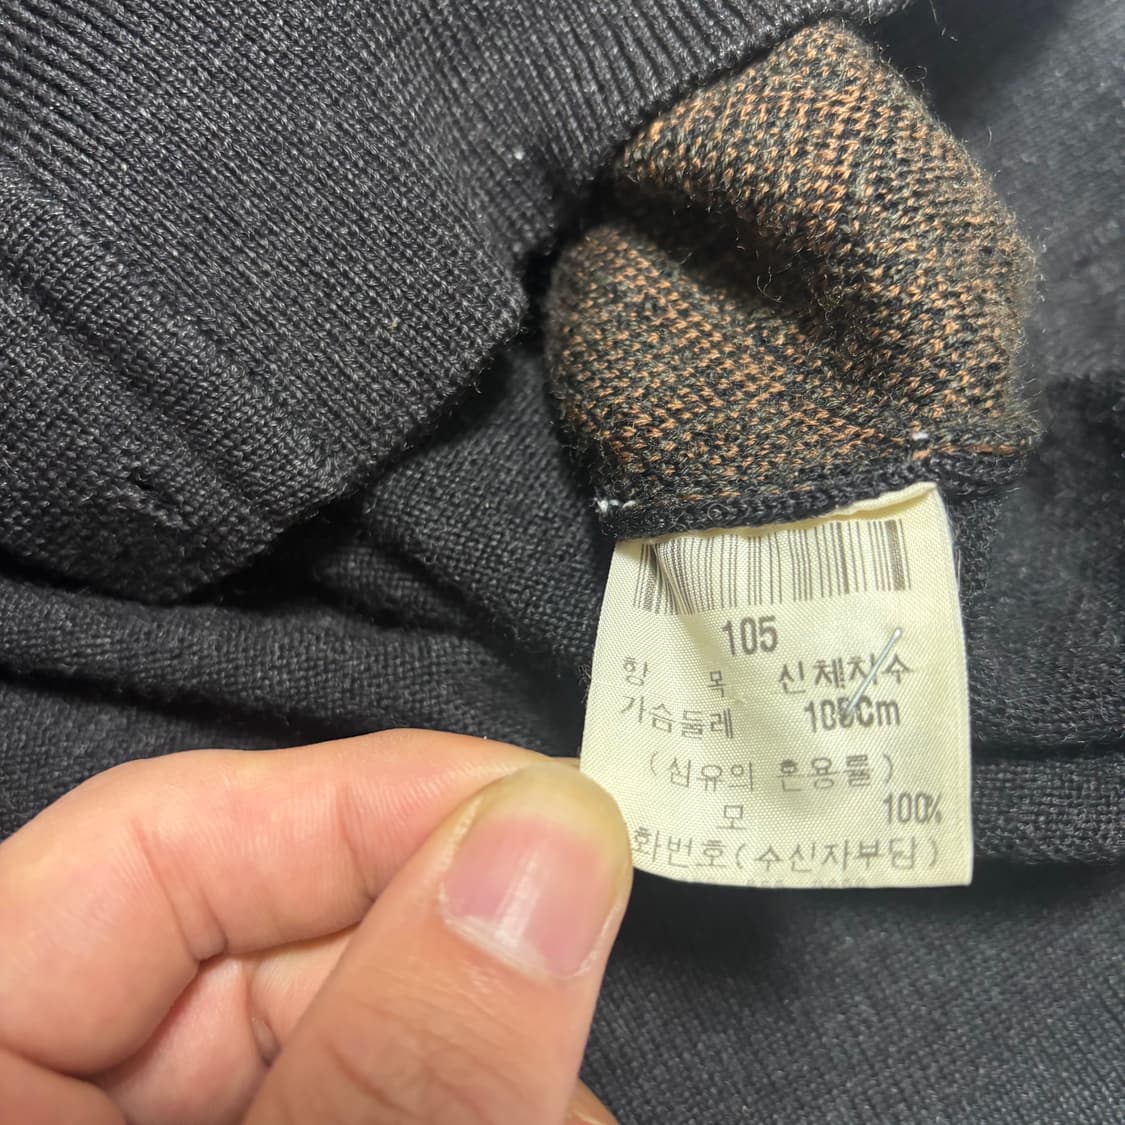 105
항 목 신체치수
가슴둘레 105Cm
(섬유의 혼용률)
모 100%
화번호(수신자부담)